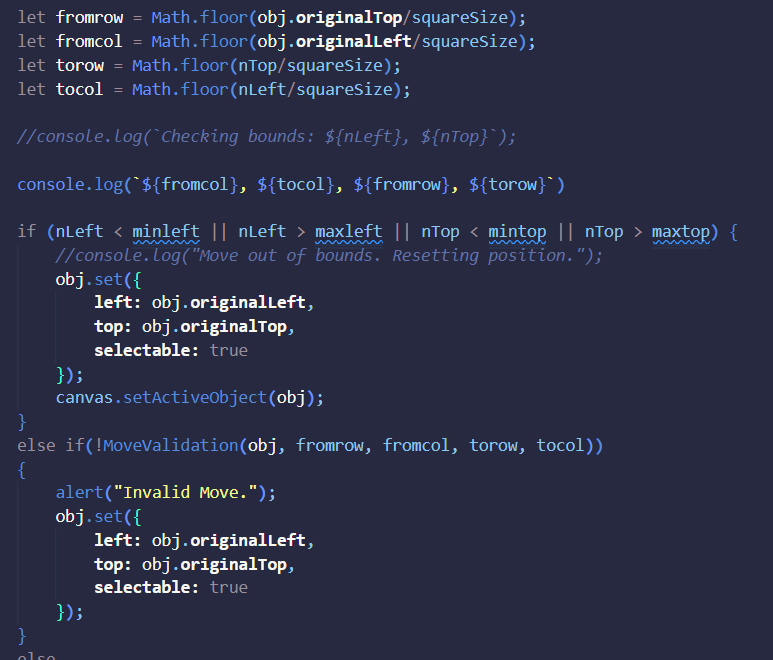 let fromrow = Math.floor(obj.originalTop/squareSize);
let fromcol = Math.floor(obj.originalLeft/squareSize);
let torow = Math.floor(nTop/squareSize);
let tocol = Math.floor(nLeft/squareSize);
//console.log(`Checking bounds: ${nLeft}, ${nTop}`);
console.log(`${fromcol}, ${tocol}, ${fromrow}, ${torow}`)
if (nLeft < minleft || nLeft > maxleft || nTop < mintop || nTop > maxtop) {
//console.log("Move out of bounds. Resetting position.");
obj.set({
left: obj.originalLeft,
top: obj.originalTop,
selectable: true
});
canvas.setActiveObject(obj);
}
else if(!MoveValidation(obj, fromrow, fromcol, torow, tocol))
{
alert("Invalid Move.");
obj.set({
left: obj.originalLeft,
top: obj.originalTop,
selectable: true
});
}
else